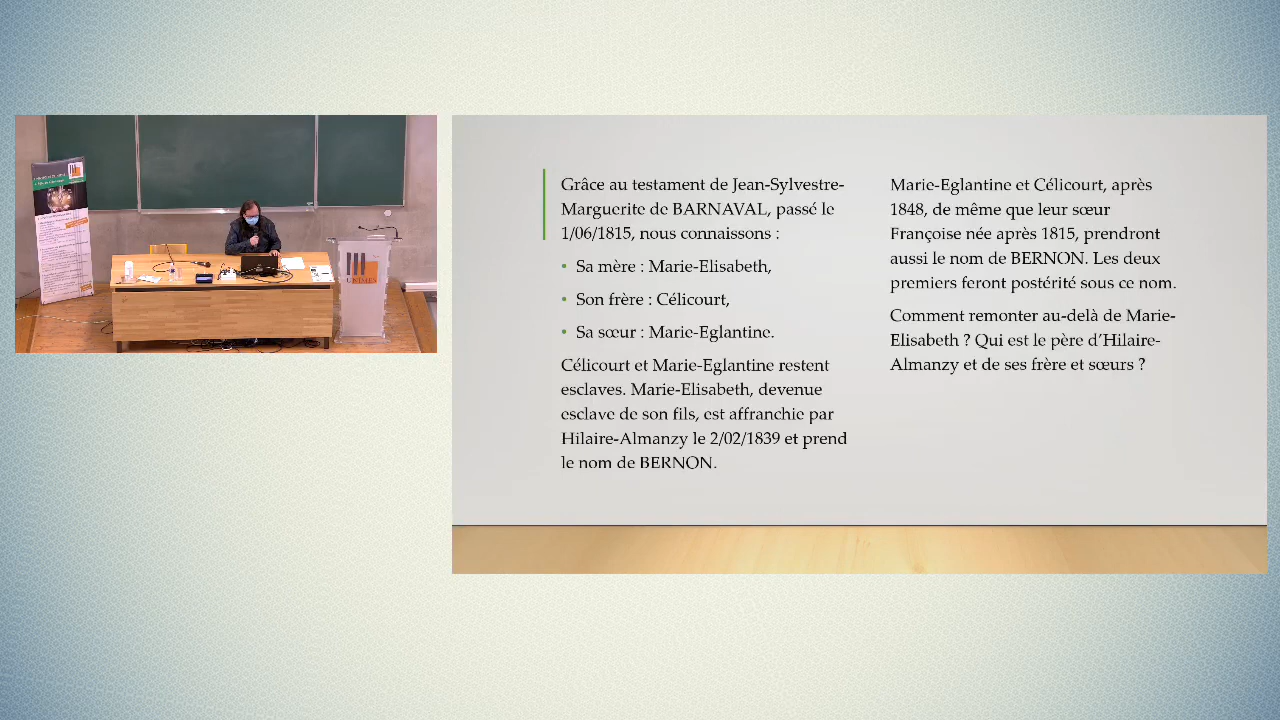 Grâce au testament de Jean-Sylvestre-
Marguerite de BARNAVAL, passé le
1/06/1815, nous connaissons :
• Sa mère : Marie-Elisabeth,
• Son frère : Célicourt,
• Sa sœur : Marie-Eglantine.
Célicourt et Marie-Eglantine restent
esclaves. Marie-Elisabeth, devenue
esclave de son fils, est affranchie par
Hilaire-Almanzy le 2/02/1839 et prend
le nom de BERNON.
Marie-Eglantine et Célicourt, après
1848, de même que leur sœur
Françoise née après 1815, prendront
aussi le nom de BERNON. Les deux
premiers feront postérité sous ce nom.
Comment remonter au-delà de Marie-
Elisabeth ? Qui est le père d'Hilaire-
Almanzy et de ses frère et sœurs ?